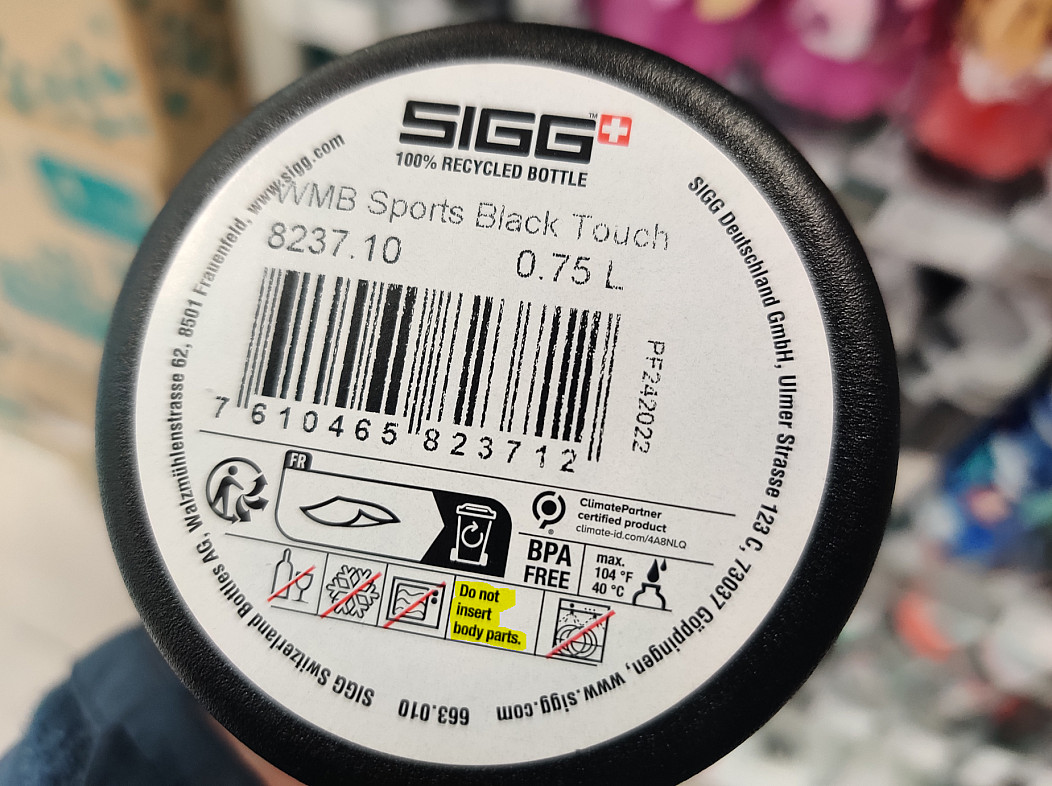 SIGG™
100% RECYCLED BOTTLE
WMB Sports Black Touch
8237.10 0.75 L
7 610465 823712
PF242022
FR
ClimatePartner
certified product
climate-id.com/4A8NLQ
BPA
FREE
max.
104 °F
40 °C
Do not
insert
body parts.
SIGG Switzerland Bottles AG, Walzmühlenstrasse 62, 8501 Frauenfeld, www.sigg.com
SIGG Deutschland GmbH, Ulmer Strasse 123 C, 73037 Göppingen, www.sigg.com
663.010